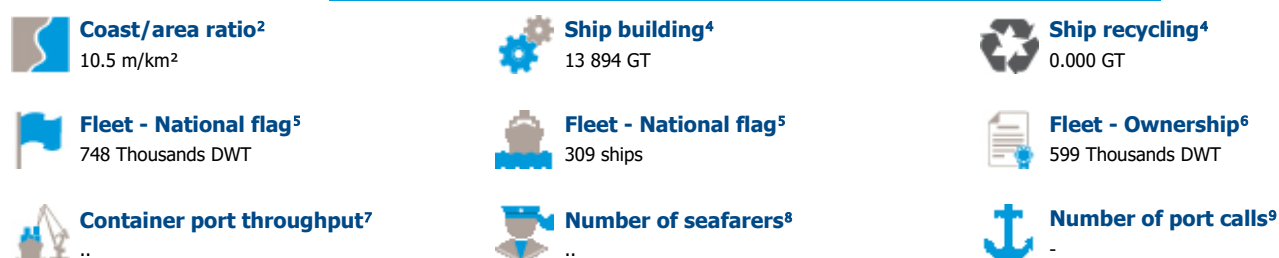 Coast/area ratio²
10.5 m/km²
Ship building⁴
13 894 GT
Ship recycling⁴
0.000 GT
Fleet - National flag⁵
748 Thousands DWT
Fleet - National flag⁵
309 ships
Fleet - Ownership⁶
599 Thousands DWT
Container port throughput⁷
..
Number of seafarers⁸
..
Number of port calls⁹
-